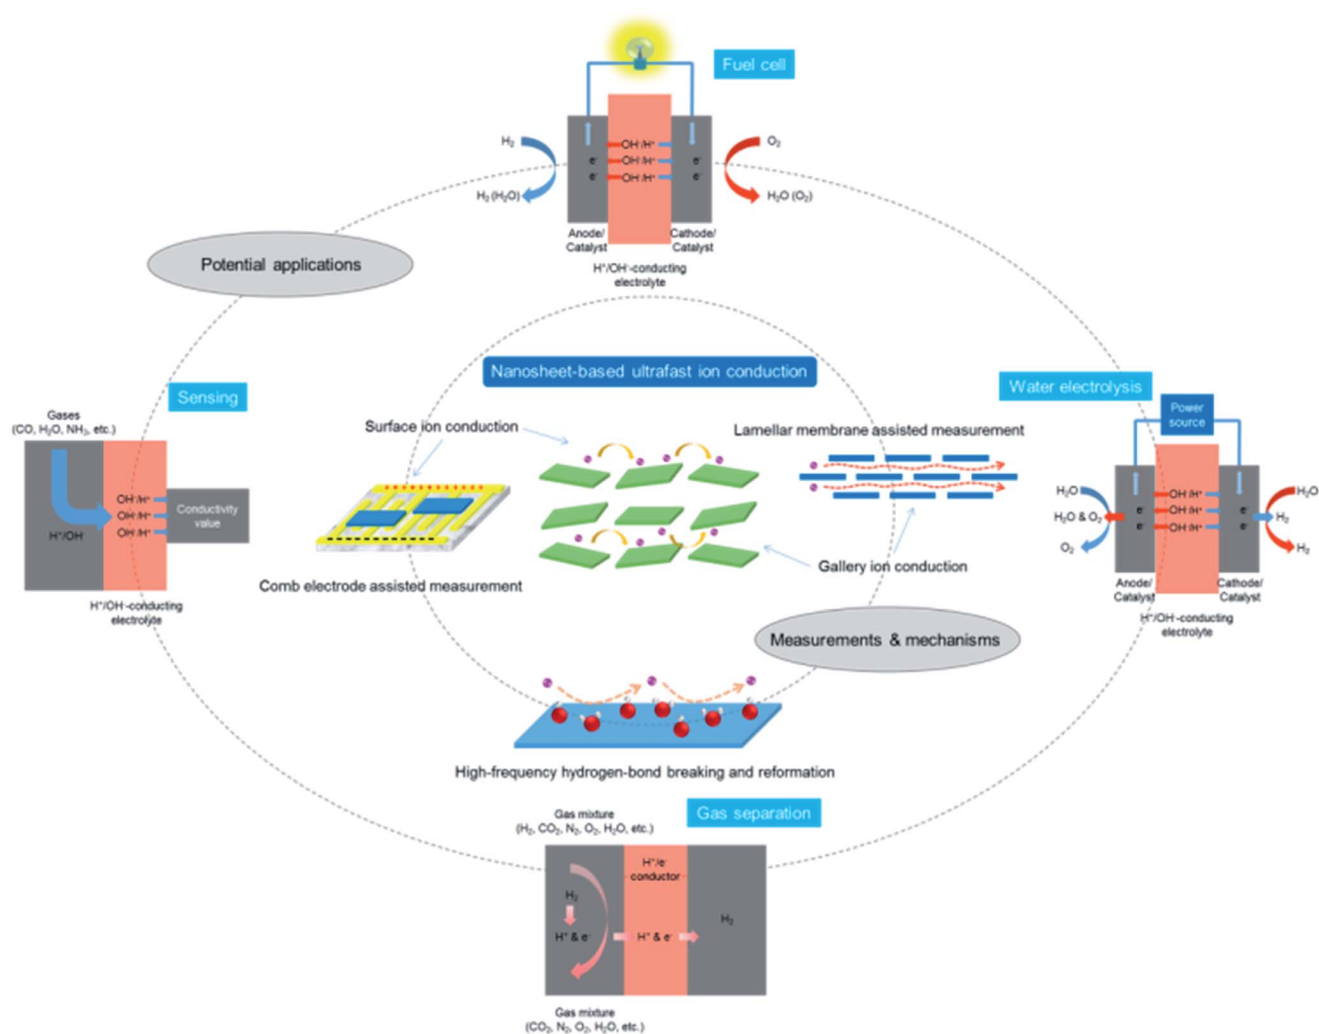 Fuel cell
H₂
OH⁻/H⁺
O₂
e⁻
OH⁻/H⁺
e⁻
e⁻
OH⁻/H⁺
e⁻
H₂ (H₂O)
H₂O (O₂)
Anode/
Catalyst
Cathode/
Catalyst
H⁺/OH⁻-conducting
electrolyte
Potential applications
Nanosheet-based ultrafast ion conduction
Sensing
Gases
(CO, H₂O, NH₃, etc.)
OH⁻/H⁺
OH⁻/H⁺
OH⁻/H⁺
H⁺/OH⁻
Conductivity
value
H⁺/OH⁻-conducting
electrolyte
Surface ion conduction
Comb electrode assisted measurement
Lamellar membrane assisted measurement
Gallery ion conduction
Water electrolysis
Power
source
H₂O
OH⁻/H⁺
H₂O
H₂O & O₂
e⁻
OH⁻/H⁺
e⁻
H₂
e⁻
OH⁻/H⁺
e⁻
O₂
H₂
Anode/
Catalyst
Cathode/
Catalyst
H⁺/OH⁻-conducting
electrolyte
Measurements & mechanisms
High-frequency hydrogen-bond breaking and reformation
Gas separation
Gas mixture
(H₂, CO₂, N₂, O₂, H₂O, etc.)
H⁺/e⁻
conductor
H₂
H⁺ & e⁻
H⁺ & e⁻
H₂
Gas mixture
(CO₂, N₂, O₂, H₂O, etc.)